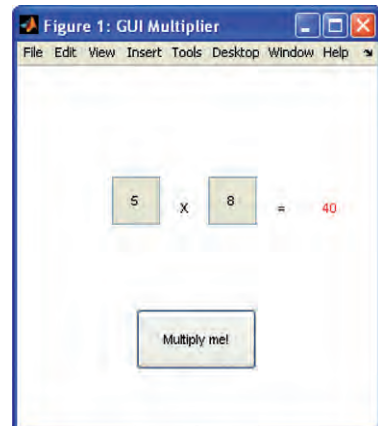 Figure 1: GUI Multiplier
File Edit View Insert Tools Desktop Window Help
5 X 8 = 40
Multiply me!